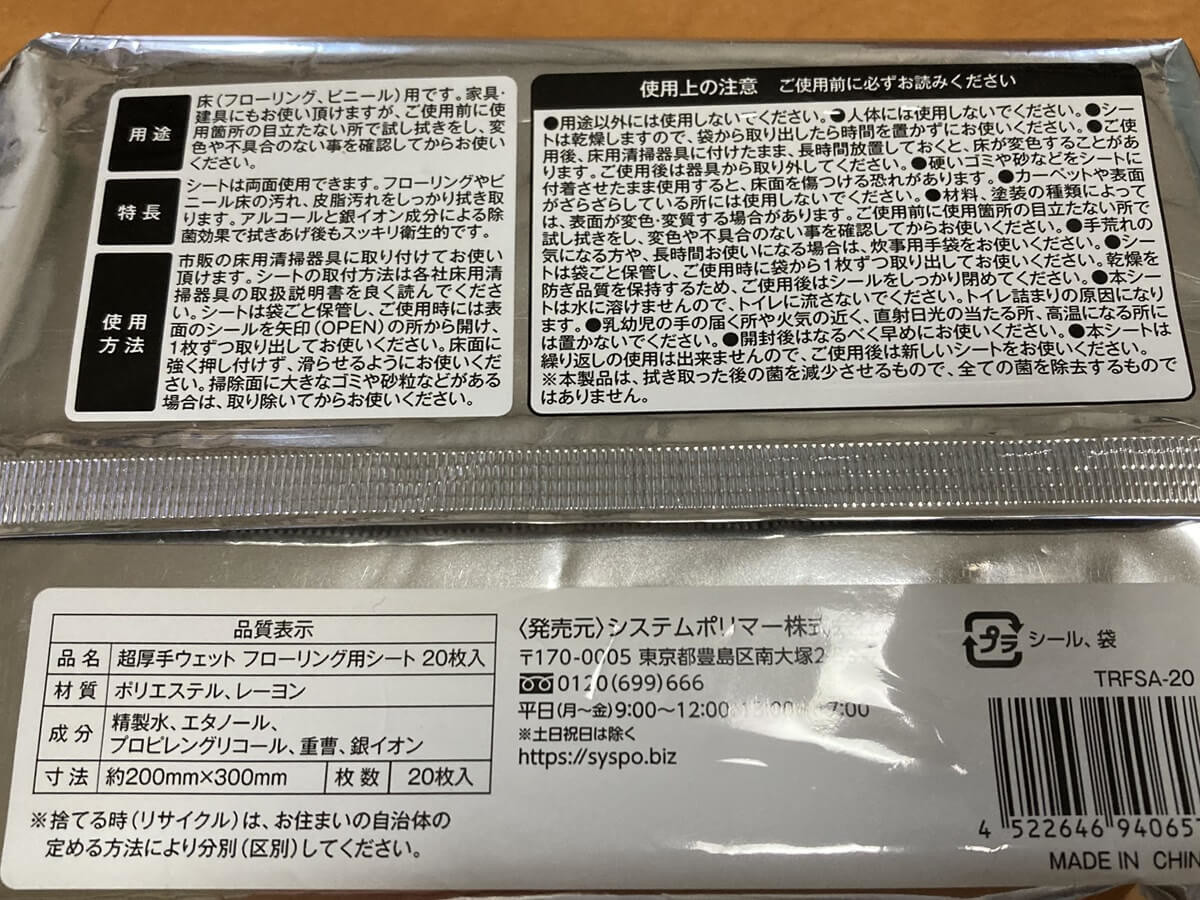 用途
床（フローリング、ビニール）用です。家具・
建具にもお使い頂けますが、ご使用前に使
用箇所の目立たない所で試し拭きをし、変
色や不具合のない事を確認してからお使い
ください。
特長
シートは両面使用できます。フローリングやビ
ニール床の汚れ、皮脂汚れをしっかり拭き取
ります。アルコールと銀イオン成分による除
菌効果で拭きあげ後もスッキリ衛生的です。
使用
方法
市販の床用清掃器具に取り付けてお使い
頂けます。シートの取付方法は各社床用清
掃器具の取扱説明書を良く読んでくださ
い。シートは袋ごと保管し、ご使用時には表
面のシールを矢印（OPEN）の所から開け、
1枚ずつ取り出してお使いください。床面に
強く押し付けず、滑らせるようにお使いくださ
い。掃除面に大きなゴミや砂粒などがある
場合は、取り除いてからお使いください。
使用上の注意 ご使用前に必ずお読みください
●用途以外には使用しないでください。●人体には使用しないでください。●シー
トは乾燥しますので、袋から取り出したら時間を置かずにお使いください。●ご使
用後、床用清掃器具に付けたまま、長時間放置しておくと、床が変色することがあ
ります。ご使用後は器具から取り外してください。●硬いゴミや砂などをシートに
付着させたまま使用すると、床面を傷つける恐れがあります。●カーペットや表面
がざらざらしている所には使用しないでください。●材料、塗装の種類によって
は、表面が変色・変質する場合があります。ご使用前に使用箇所の目立たない所で
試し拭きをし、変色や不具合のない事を確認してからお使いください。●手荒れの
気になる方や、長時間お使いになる場合は、炊事用手袋をお使いください。●シー
トは袋ごと保管し、ご使用時に袋から1枚ずつ取り出してお使いください。乾燥を
防ぎ品質を保持するため、ご使用後はシールをしっかり閉めてください。●本シー
トは水に溶けませんので、トイレに流さないでください。トイレ詰まりの原因になり
ます。●乳幼児の手の届く所や火気の近く、直射日光の当たる所、高温になる所に
は置かないでください。●開封後はなるべく早めにお使いください。●本シートは
繰り返しの使用は出来ませんので、ご使用後は新しいシートをお使いください。
※本製品は、拭き取った後の菌を減少させるもので、全ての菌を除去するもので
はありません。
品質表示
品名 超厚手ウェット フローリング用シート 20枚入
材質 ポリエステル、レーヨン
成分 精製水、エタノール、
プロピレングリコール、重曹、銀イオン
寸法 約200mm×300mm 枚数 20枚入
※捨てる時（リサイクル）は、お住まいの自治体の
定める方法により分別（区別）してください。
〈発売元〉システムポリマー株式
〒170-0005 東京都豊島区南大塚2
0120(699)666
平日（月～金）9:00～12:00 13:00 17:00
※土日祝日は除く
https://syspo.biz
プラ シール、袋
TRFSA-20
4 522646 94065
MADE IN CHIN